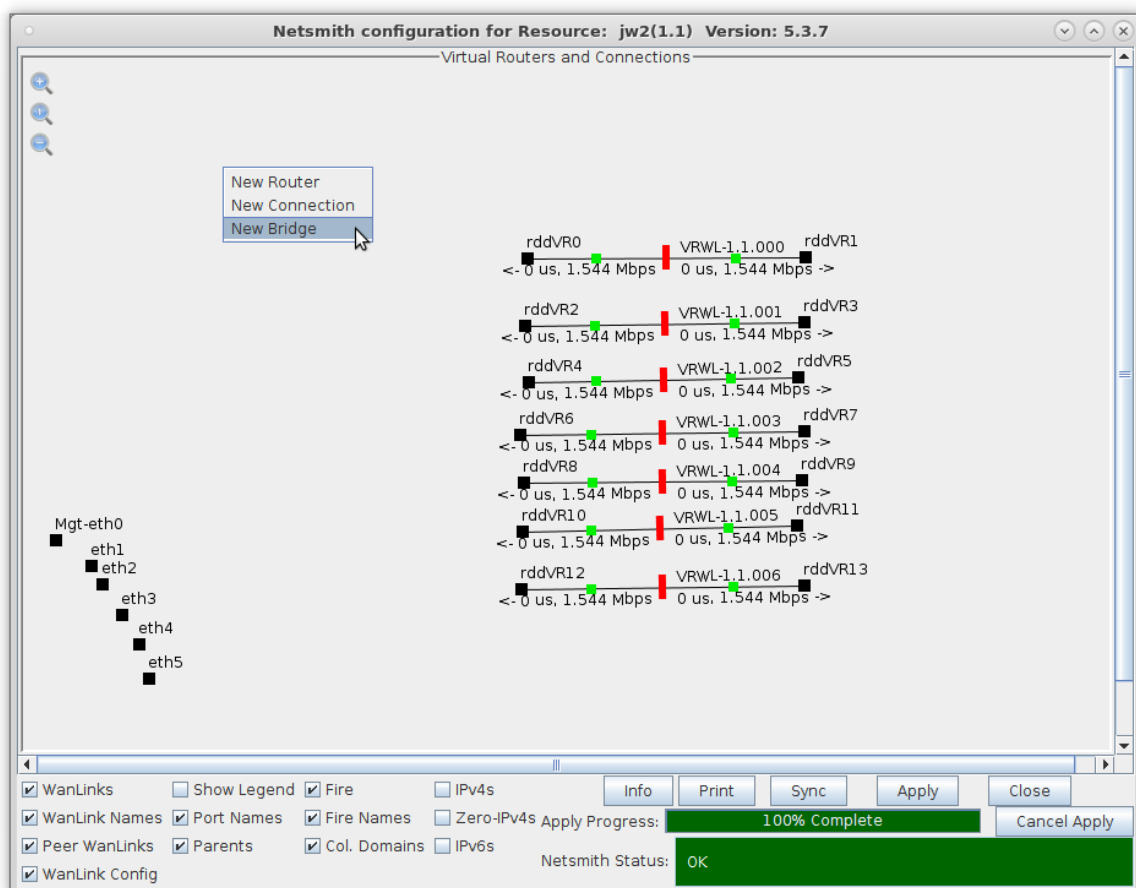 Netsmith configuration for Resource:  jw2(1.1)  Version: 5.3.7
Virtual Routers and Connections
New Router
New Connection
New Bridge
rddVR0 VRWL-1.1.000 rddVR1
<- 0 us, 1.544 Mbps 0 us, 1.544 Mbps ->
rddVR2 VRWL-1.1.001 rddVR3
<- 0 us, 1.544 Mbps 0 us, 1.544 Mbps ->
rddVR4 VRWL-1.1.002 rddVR5
<- 0 us, 1.544 Mbps 0 us, 1.544 Mbps ->
rddVR6 VRWL-1.1.003 rddVR7
<- 0 us, 1.544 Mbps 0 us, 1.544 Mbps ->
rddVR8 VRWL-1.1.004 rddVR9
<- 0 us, 1.544 Mbps 0 us, 1.544 Mbps ->
rddVR10 VRWL-1.1.005 rddVR11
<- 0 us, 1.544 Mbps 0 us, 1.544 Mbps ->
rddVR12 VRWL-1.1.006 rddVR13
<- 0 us, 1.544 Mbps 0 us, 1.544 Mbps ->
Mgt-eth0
eth1
eth2
eth3
eth4
eth5
WanLinks Show Legend Fire IPv4s Info Print Sync Apply Close
WanLink Names Port Names Fire Names Zero-IPv4s Apply Progress: 100% Complete Cancel Apply
Peer WanLinks Parents Col. Domains IPv6s Netsmith Status: OK
WanLink Config